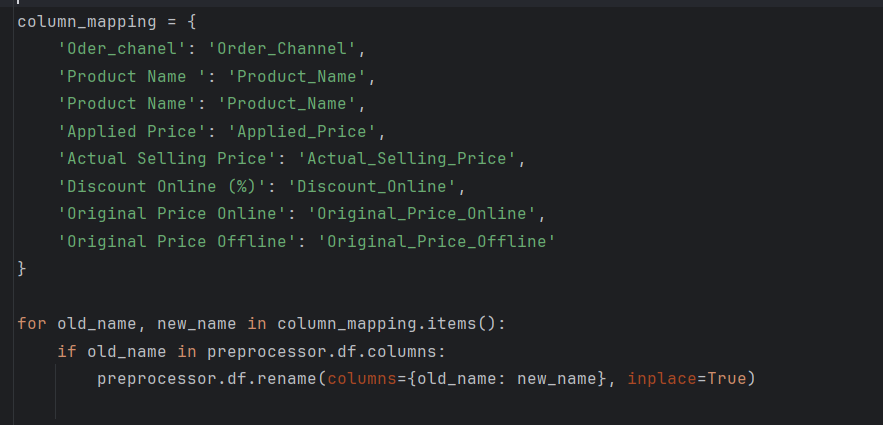 column_mapping = {
    'Oder_chanel': 'Order_Channel',
    'Product Name ': 'Product_Name',
    'Product Name': 'Product_Name',
    'Applied Price': 'Applied_Price',
    'Actual Selling Price': 'Actual_Selling_Price',
    'Discount Online (%)': 'Discount_Online',
    'Original Price Online': 'Original_Price_Online',
    'Original Price Offline': 'Original_Price_Offline'
}
for old_name, new_name in column_mapping.items():
    if old_name in preprocessor.df.columns:
        preprocessor.df.rename(columns={old_name: new_name}, inplace=True)